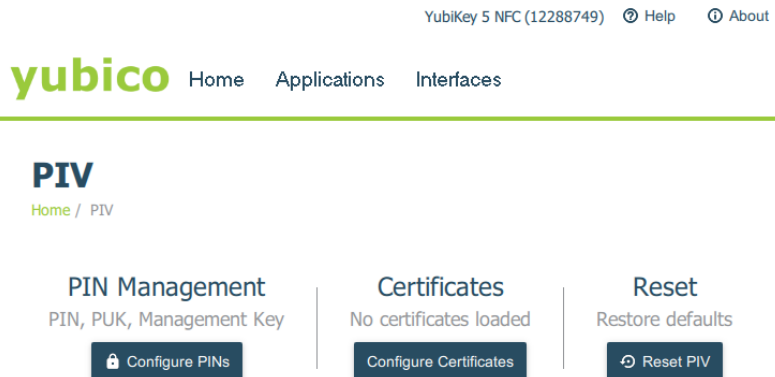 YubiKey 5 NFC (12288749) Help About
yubico Home Applications Interfaces
PIV
Home / PIV
PIN Management Certificates Reset
PIN, PUK, Management Key No certificates loaded Restore defaults
Configure PINs Configure Certificates Reset PIV